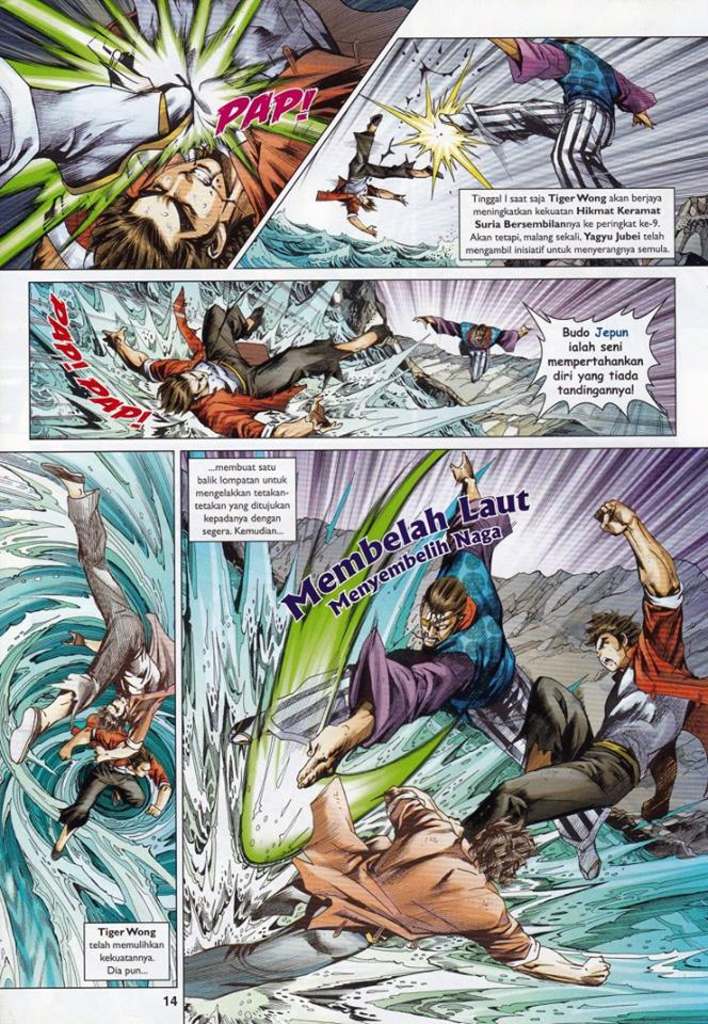 PAP!
Tinggal 1 saat saja Tiger Wong akan berjaya
meningkatkan kekuatan Hikmat Keramat
Suria Bersembilannya ke peringkat ke-9.
Akan tetapi, malang sekali, Yagyu Jubei telah
mengambil inisiatif untuk menyerangnya semula.
PAP! PAP!
Budo Jepun
ialah seni
mempertahankan
diri yang tiada
tandingannya!
Tiger Wong
telah memulihkan
kekuatannya.
Dia pun...
...membuat satu
balik lompatan untuk
mengelakkan tetakan-
tetakan yang ditujukan
kepadanya dengan
segera. Kemudian...
Membelah Laut
Menyembelih Naga
14